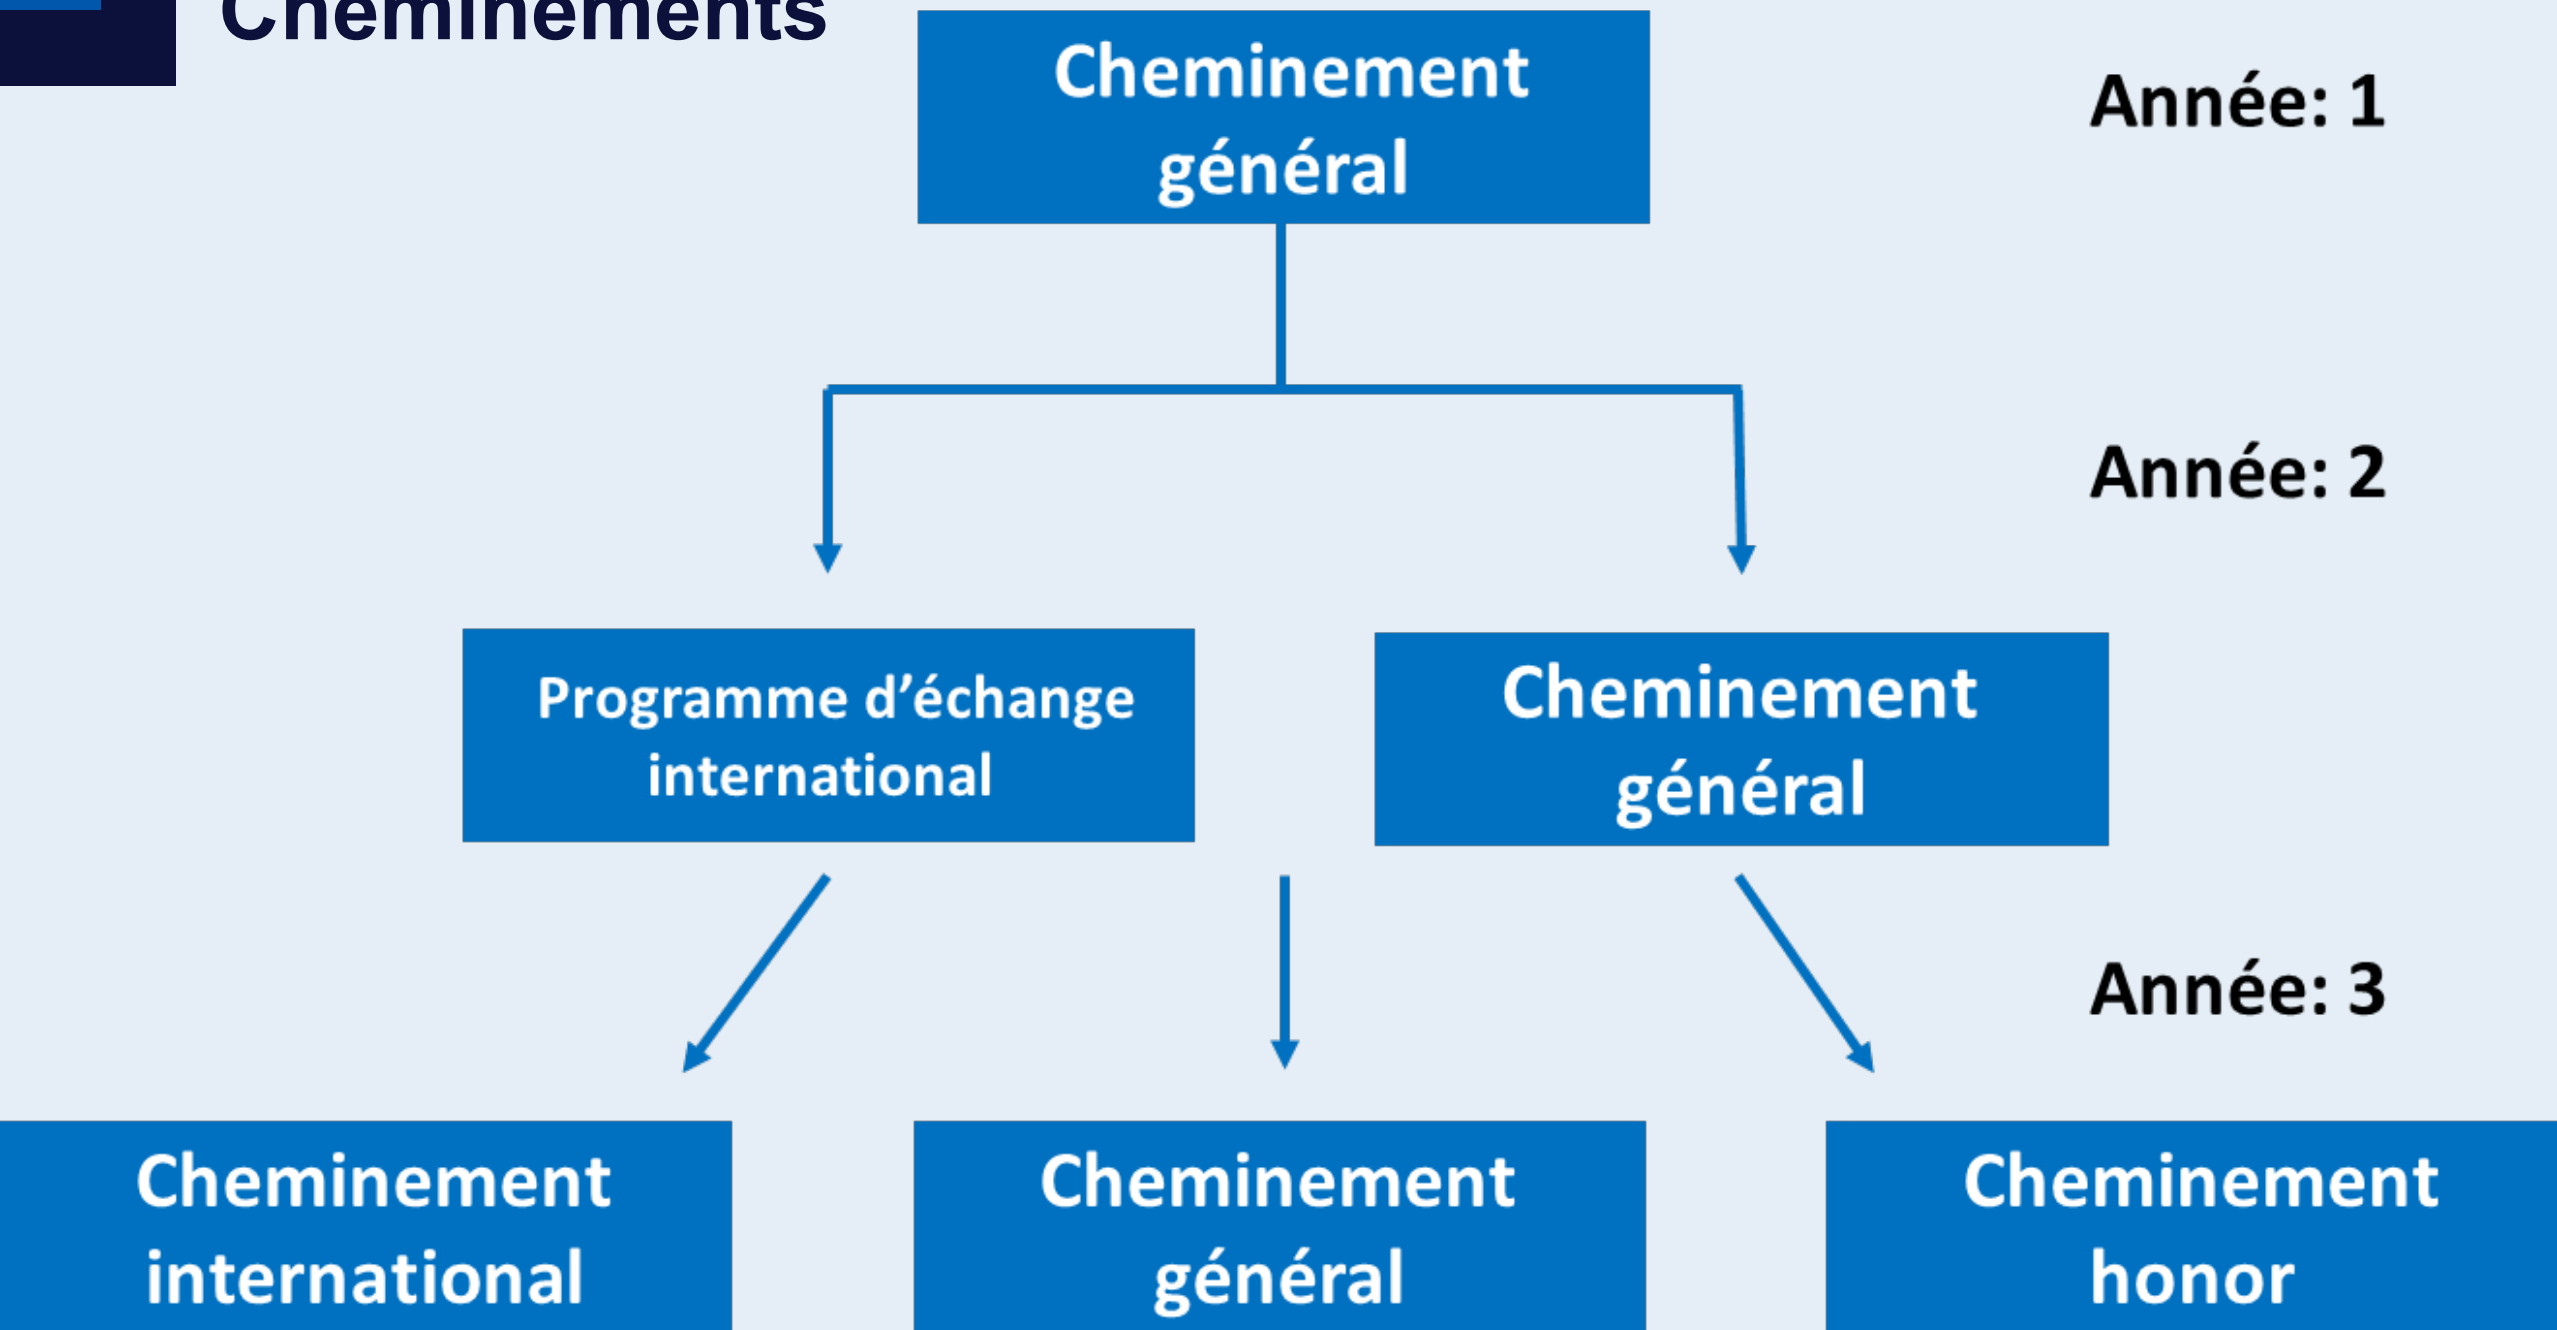 Cheminements
Cheminement
général
Année: 1
Année: 2
Programme d’échange
international
Cheminement
général
Année: 3
Cheminement
international
Cheminement
général
Cheminement
honor